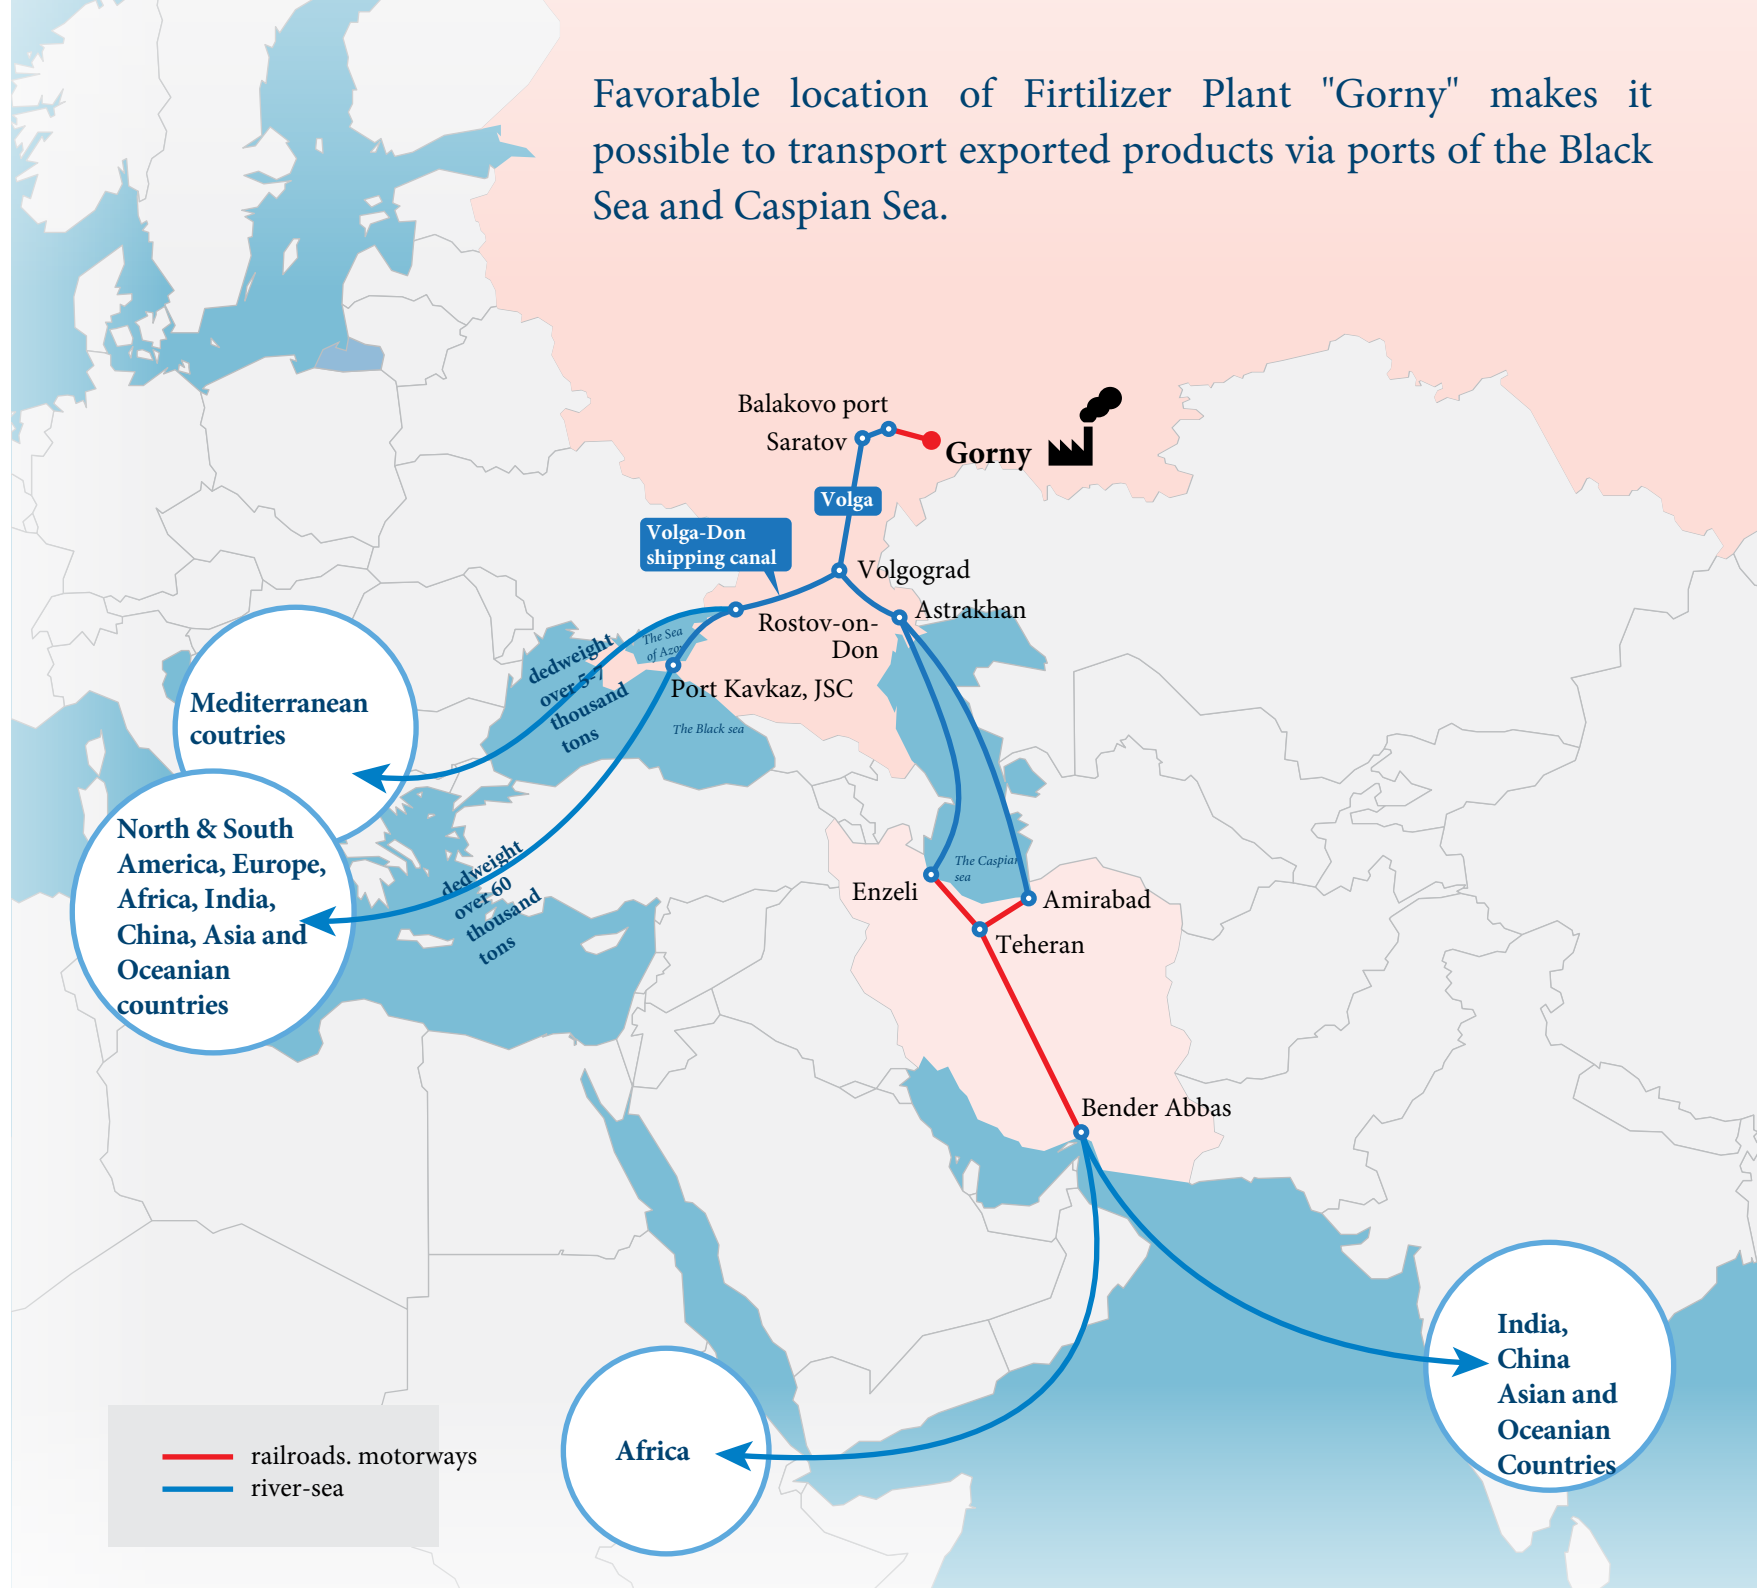 Favorable location of Firtilizer Plant "Gorny" makes it
possible to transport exported products via ports of the Black
Sea and Caspian Sea.
Balakovo port
Saratov
Gorny
Volga
Volga-Don
shipping canal
Volgograd
Astrakhan
Rostov-on-
Don
The Sea
of Azov
Port Kavkaz, JSC
The Black sea
dedweight
over 5-7
thousand
tons
Mediterranean
coutries
North & South
America, Europe,
Africa, India,
China, Asia and
Oceanian
countries
dedweight
over 60
thousand
tons
The Caspian
sea
Enzeli
Amirabad
Teheran
Bender Abbas
India,
China
Asian and
Oceanian
Countries
Africa
railroads. motorways
river-sea